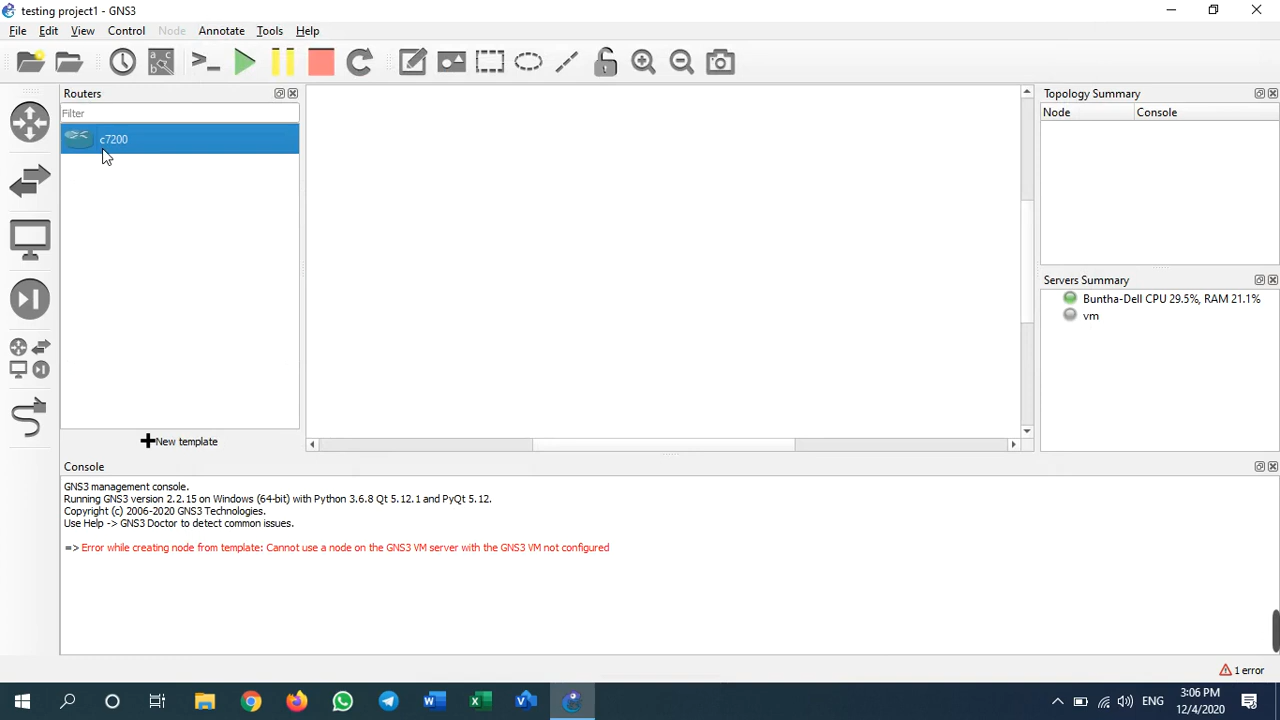 testing project1 - GNS3
File Edit View Control Node Annotate Tools Help
Routers
Filter
c7200
New template
Topology Summary
Node Console
Servers Summary
Buntha-Dell CPU 29.5%, RAM 21.1%
vm
Console
GNS3 management console.
Running GNS3 version 2.2.15 on Windows (64-bit) with Python 3.6.8 Qt 5.12.1 and PyQt 5.12.
Copyright (c) 2006-2020 GNS3 Technologies.
Use Help -> GNS3 Doctor to detect common issues.
=> Error while creating node from template: Cannot use a node on the GNS3 VM server with the GNS3 VM not configured
1 error
ENG
3:06 PM
12/4/2020